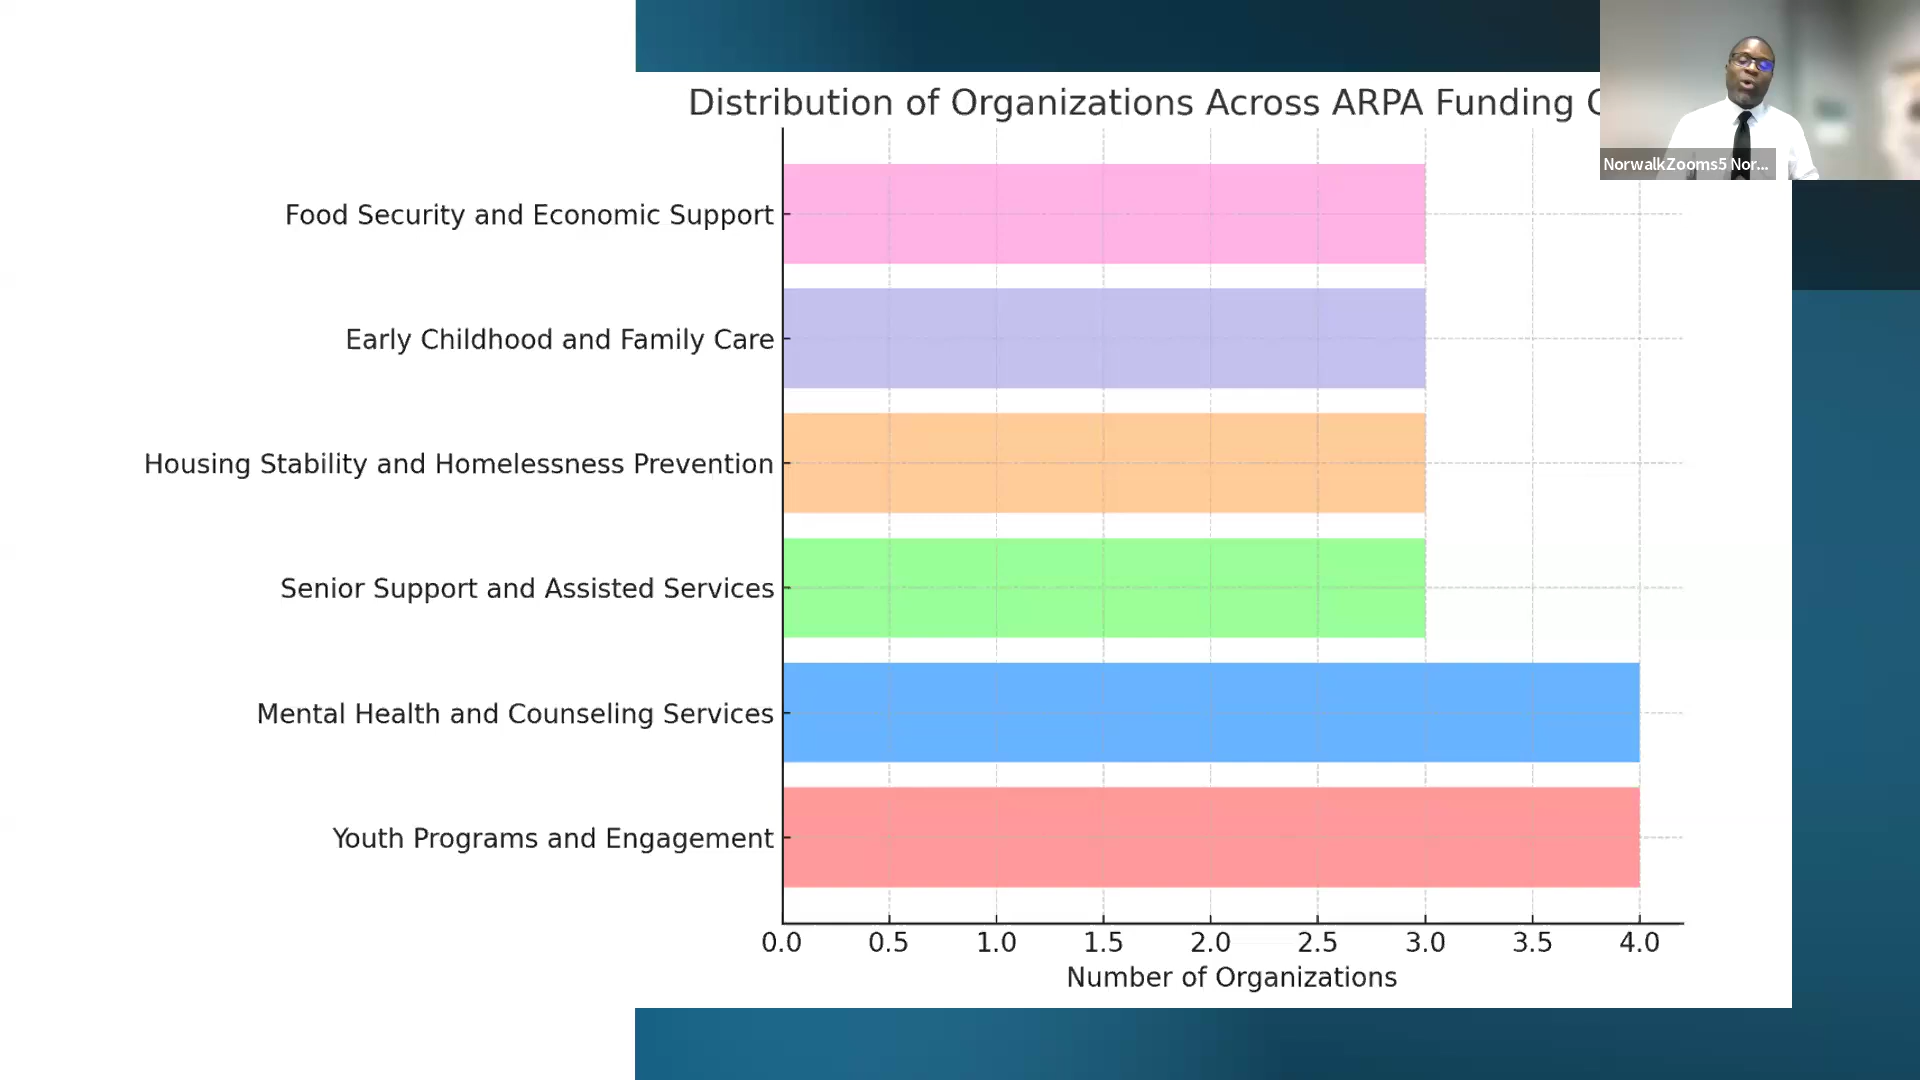 Distribution of Organizations Across ARPA Funding
NorwalkZooms5 Nor...
Food Security and Economic Support
Early Childhood and Family Care
Housing Stability and Homelessness Prevention
Senior Support and Assisted Services
Mental Health and Counseling Services
Youth Programs and Engagement
0.0 0.5 1.0 1.5 2.0 2.5 3.0 3.5 4.0
Number of Organizations